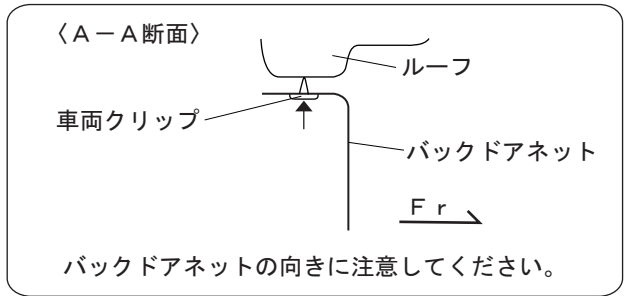 〈A－A断面〉
ルーフ
車両クリップ
バックドアネット
Fr
バックドアネットの向きに注意してください。